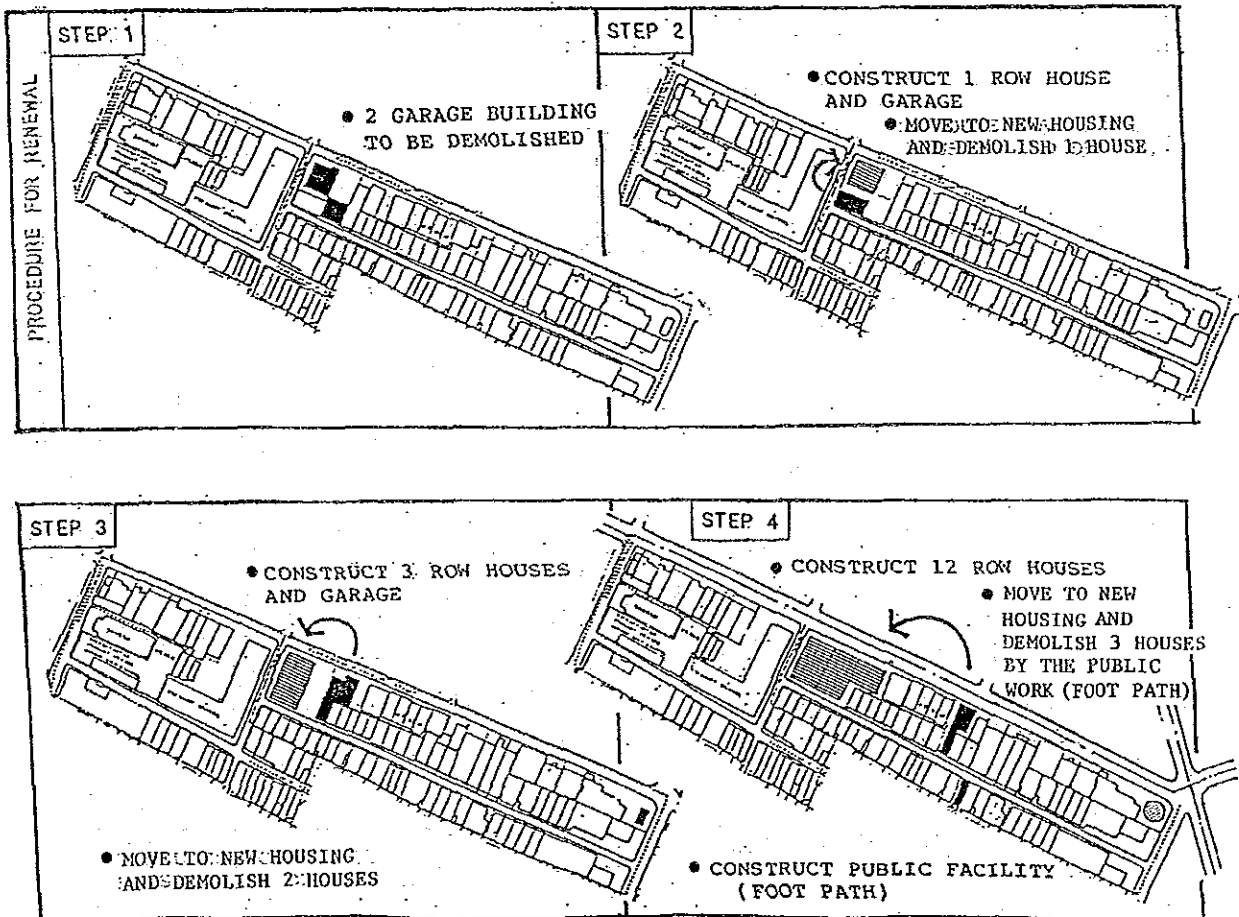 PROCEDURE FOR RENEWAL
STEP 1
● 2 GARAGE BUILDING
TO BE DEMOLISHED
STEP 2
● CONSTRUCT 1 ROW HOUSE
AND GARAGE
● MOVE TO NEW HOUSING
AND DEMOLISH 1 HOUSE
STEP 3
● CONSTRUCT 3 ROW HOUSES
AND GARAGE
● MOVE TO NEW HOUSING
AND DEMOLISH 2 HOUSES
STEP 4
● CONSTRUCT 12 ROW HOUSES
● MOVE TO NEW
HOUSING AND
DEMOLISH 3 HOUSES
BY THE PUBLIC
WORK (FOOT PATH)
● CONSTRUCT PUBLIC FACILITY
(FOOT PATH)